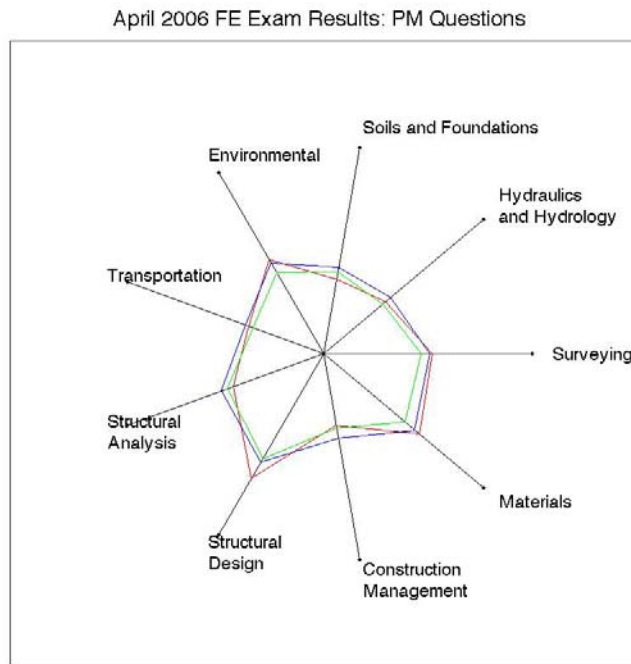 April 2006 FE Exam Results: PM Questions
Soils and Foundations
Environmental
Hydraulics
and Hydrology
Transportation
Surveying
Structural
Analysis
Materials
Structural
Design
Construction
Management